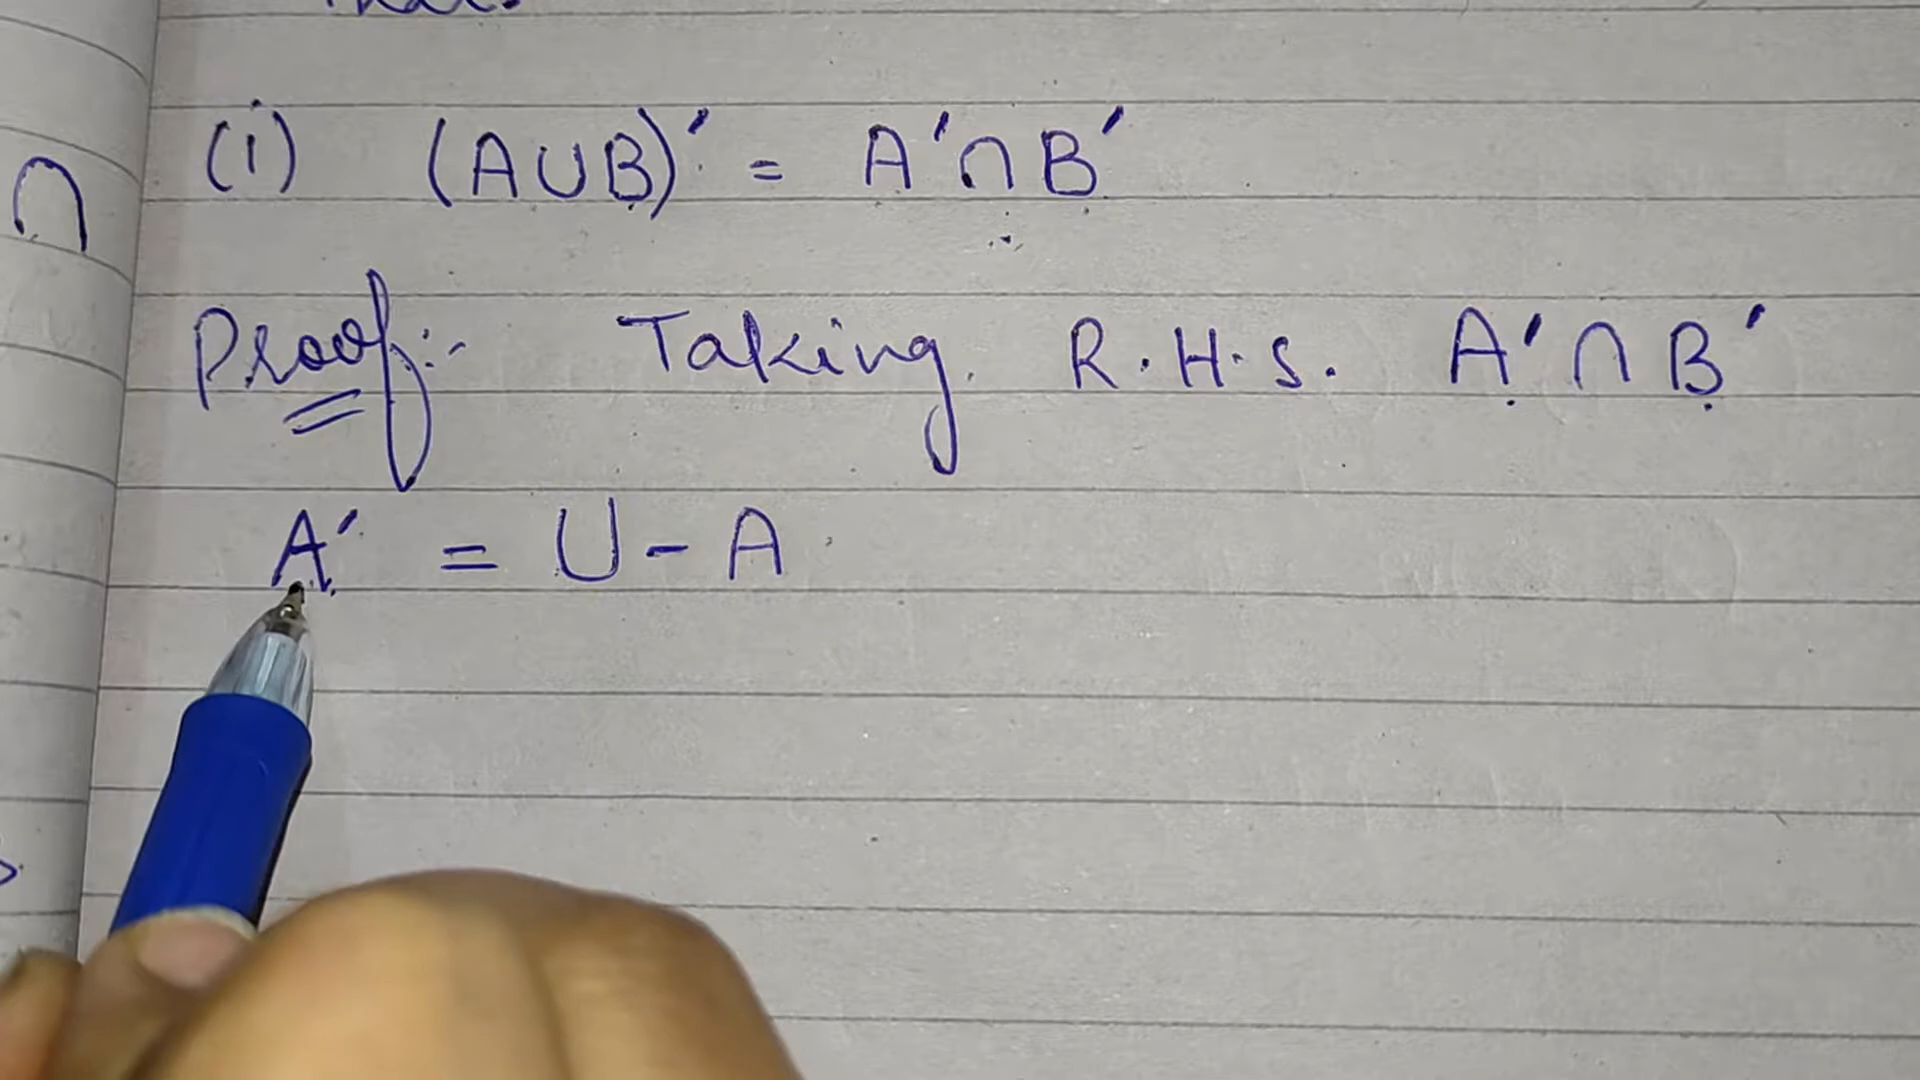 (i) (A∪B)′ = A′∩B′
∩
Proof:- Taking R.H.S. A′∩B′
A′ = U - A